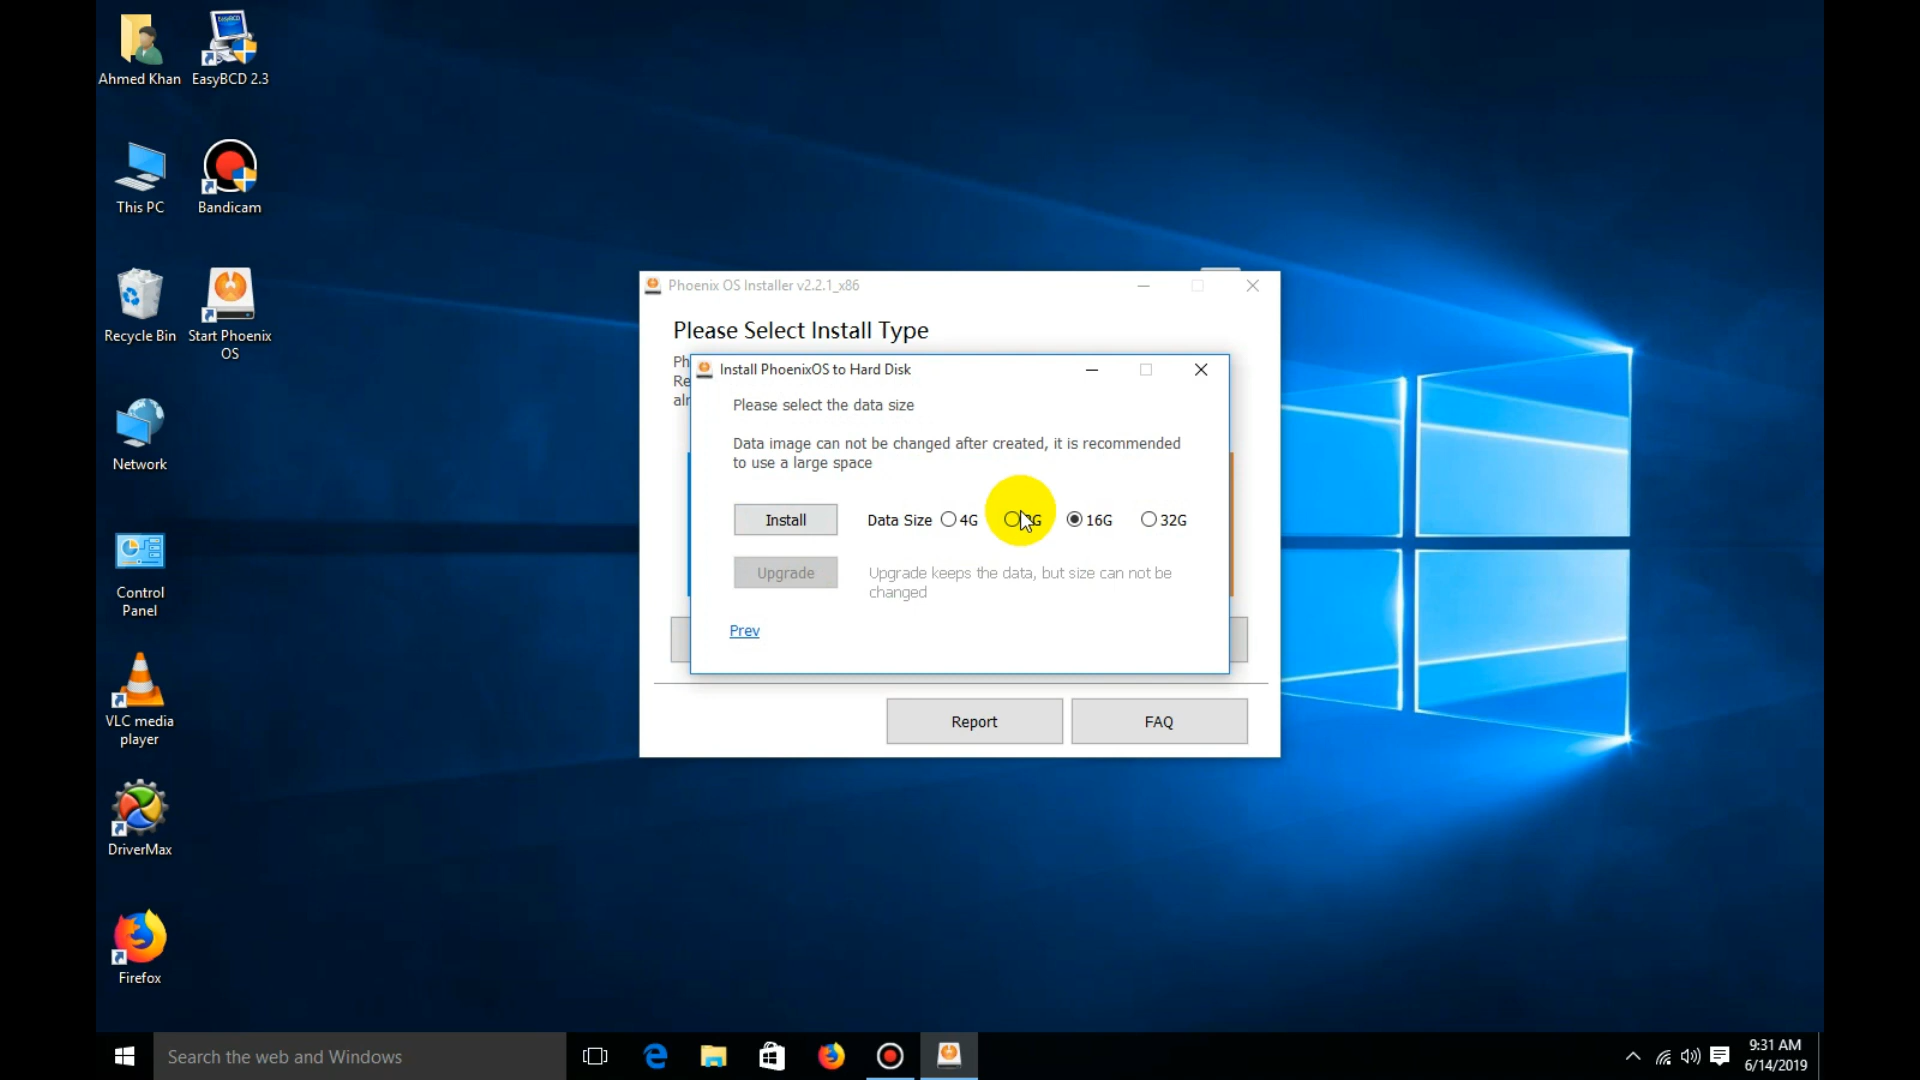 Ahmed Khan
EasyBCD 2.3
This PC
Bandicam
Recycle Bin
Start Phoenix
OS
Network
Control
Panel
VLC media
player
DriverMax
Firefox
Phoenix OS Installer v2.2.1_x86
Please Select Install Type
Ph
Re
alr
Install PhoenixOS to Hard Disk
Please select the data size
Data image can not be changed after created, it is recommended
to use a large space
Install
Data Size
4G
16G
32G
Upgrade
Upgrade keeps the data, but size can not be
changed
Prev
Report
FAQ
Search the web and Windows
9:31 AM
6/14/2019